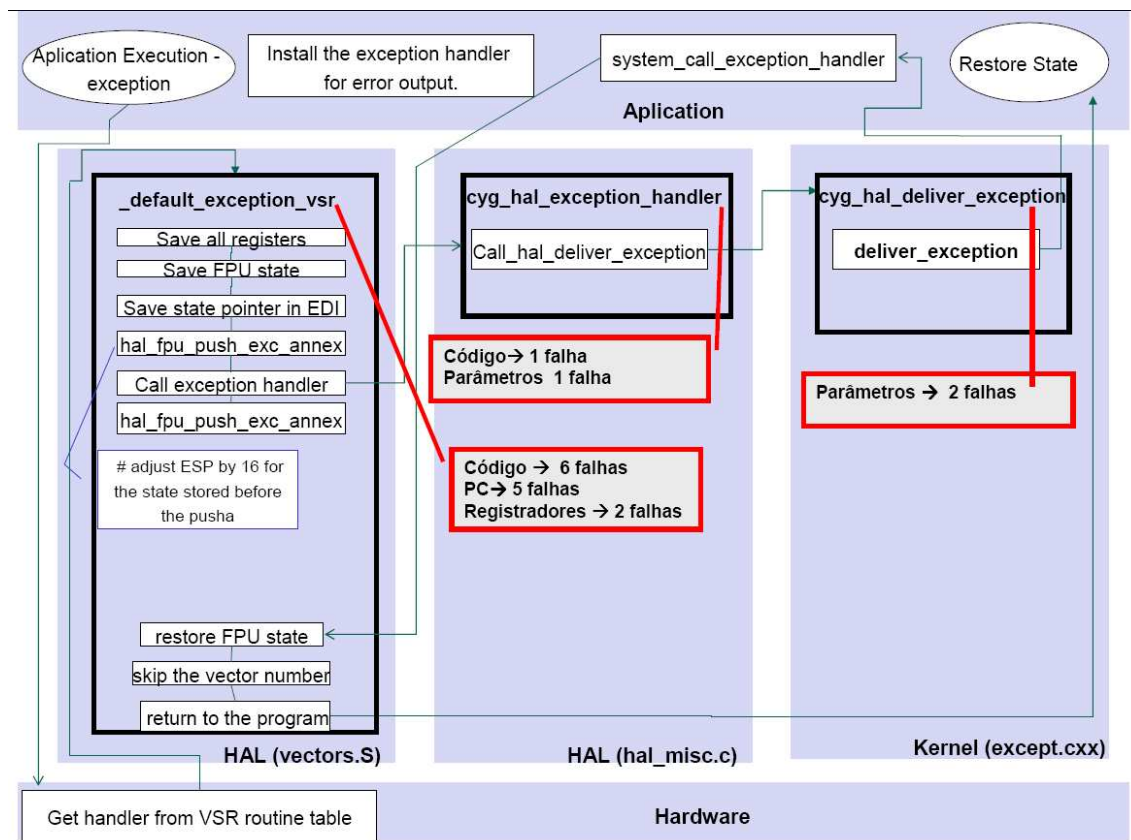 Aplication Execution -
exception
Install the exception handler
for error output.
system_call_exception_handler
Restore State
Aplication
_default_exception_vsr
Save all registers
Save FPU state
Save state pointer in EDI
hal_fpu_push_exc_annex
Call exception handler
hal_fpu_push_exc_annex
# adjust ESP by 16 for
the state stored before
the pusha
restore FPU state
skip the vector number
return to the program
HAL (vectors.S)
cyg_hal_exception_handler
Call_hal_deliver_exception
Código→ 1 falha
Parâmetros 1 falha
Código → 6 falhas
PC→ 5 falhas
Registradores → 2 falhas
HAL (hal_misc.c)
cyg_hal_deliver_exception
deliver_exception
Parâmetros → 2 falhas
Kernel (except.cxx)
Get handler from VSR routine table
Hardware